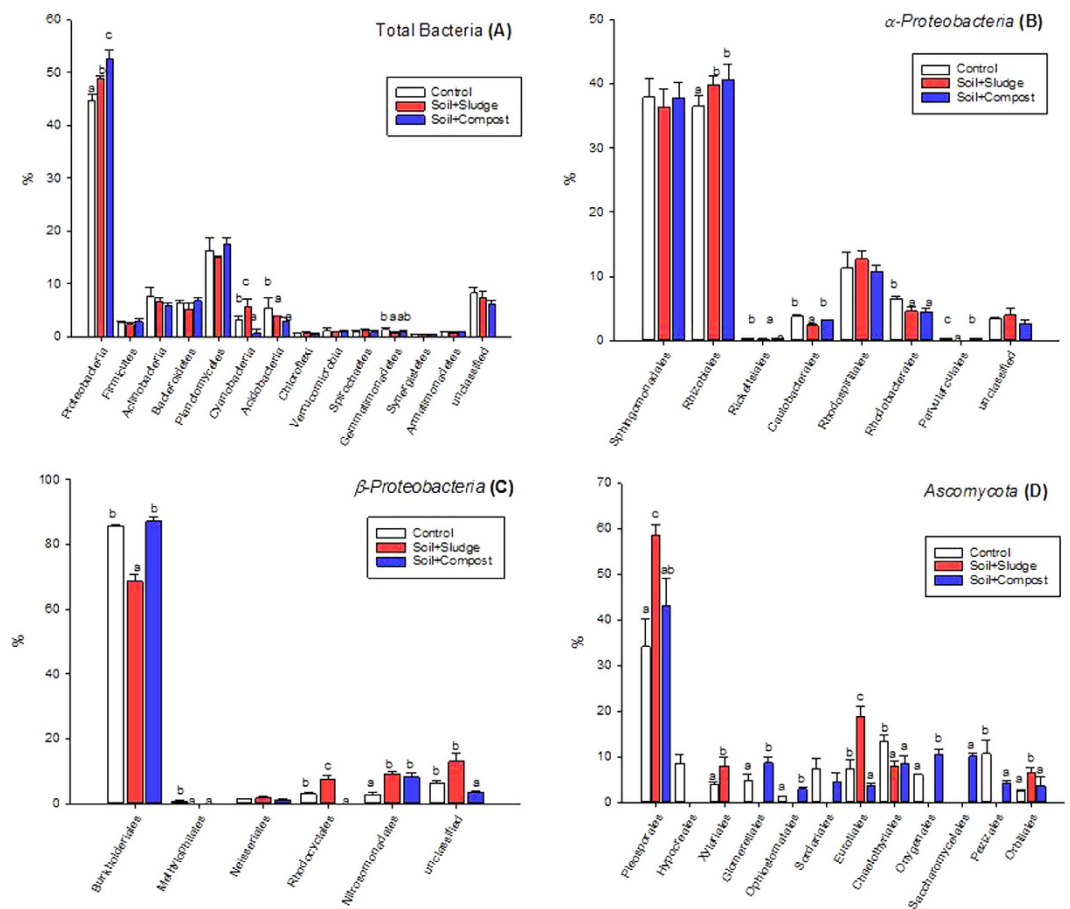 Total Bacteria (A)
Control
Soil+Sludge
Soil+Compost
60
50
40
30
20
10
0
%
a
b
c
b
c
a
b
a
a
b
a
ab
Proteobacteria
Firmicutes
Actinobacteria
Bacteroidetes
Planctomycetes
Cyanobacteria
Acidobacteria
Chloroflexi
Verrucomicrobia
Spirochaetes
Gemmatimonadetes
Synergistetes
Armatimonadetes
unclassified
α-Proteobacteria (B)
Control
Soil+Sludge
Soil+Compost
50
40
30
20
10
0
%
a
b
b
b
a
a
b
a
b
b
a
a
b
a
b
Sphingomonadales
Rhizobiales
Rickettsiales
Caulobacterales
Rhodospirillales
Rhodobacterales
Parvularculales
unclassified
β-Proteobacteria (C)
Control
Soil+Sludge
Soil+Compost
100
80
60
40
20
0
%
b
a
b
b
a
a
b
c
a
a
b
b
b
b
a
Burkholderiales
Methylophilales
Neisseriales
Rhodocyclales
Nitrosomonadales
unclassified
Ascomycota (D)
Control
Soil+Sludge
Soil+Compost
70
60
50
40
30
20
10
0
%
a
c
ab
a
b
a
b
a
b
b
c
a
b
a
a
a
b
b
b
a
a
b
a
Pleosporales
Hypocreales
Xylariales
Glomerellales
Ophiostomatales
Sordariales
Eurotiales
Chaetothyriales
Onygenales
Saccharomycetales
Pezizales
Orbiliales